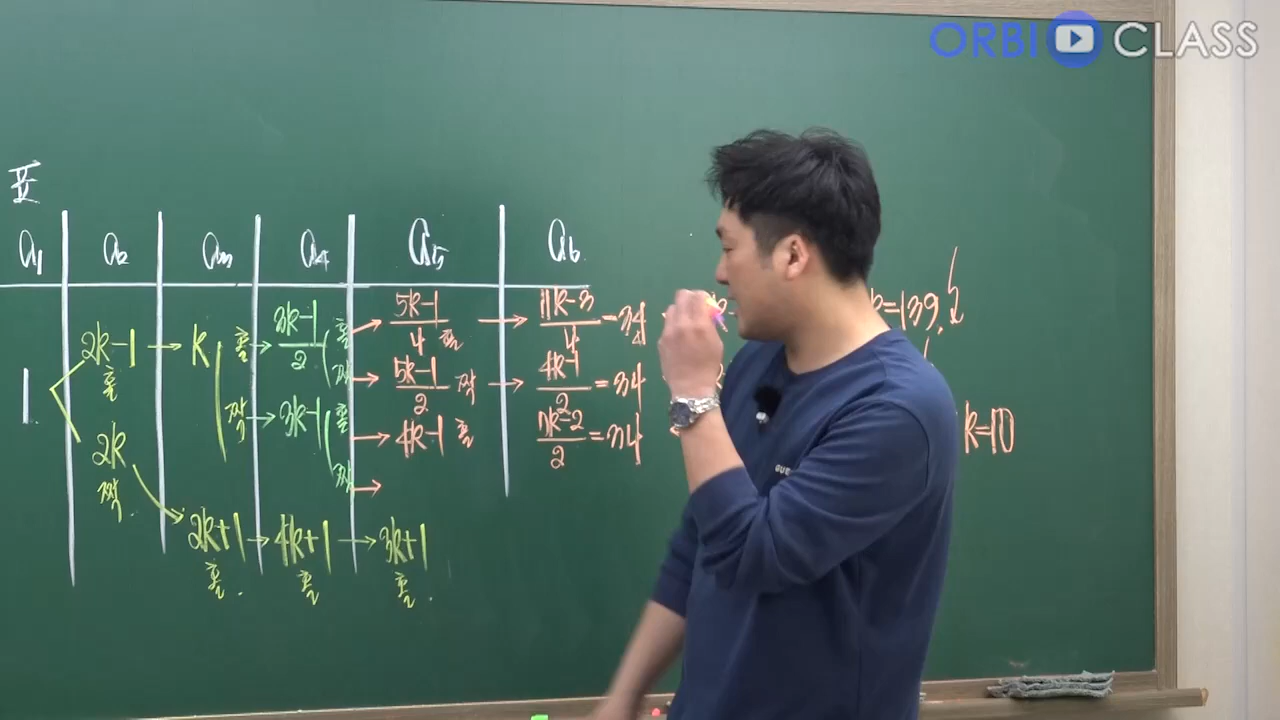 ORBI CLASS
표
a₁ a₂ a₃ a₄ a₅ a₆
1 2k-1 → k 홀 → (3k-1)/2 홀 → (5k-1)/4 홀 → (11k-3)/4 = 34 k=139
홀 짝 → (5k-1)/2 짝 → (4k-1)/2 = 34
짝 → 3k-1 홀 → 4k-1 홀 (7k-2)/2 = 34 k=10
2k 짝 →
짝
2k+1 → 4k+1 → 3k+1
홀 홀 홀